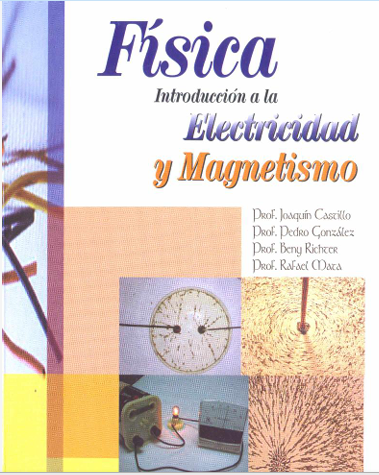 Física
Introducción a la
Electricidad
y Magnetismo
Prof. Joaquín Castillo
Prof. Pedro González
Prof. Beny Richter
Prof. Rafael Mata